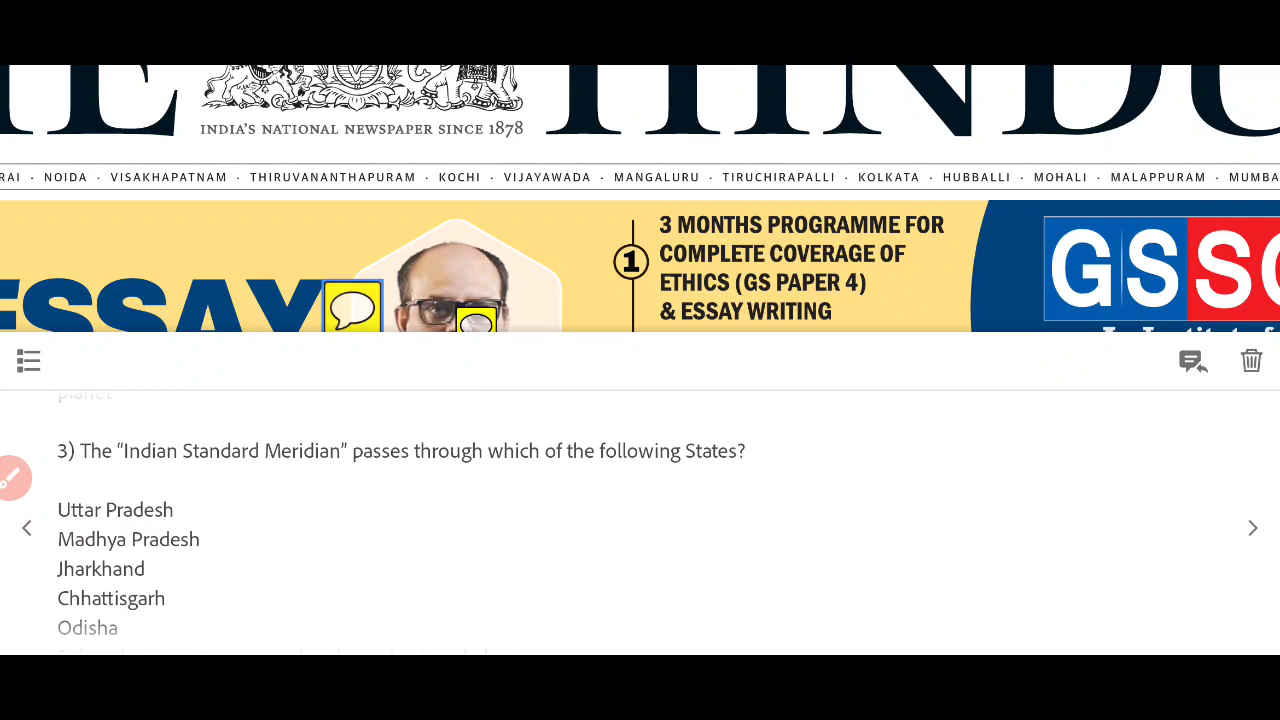 INDIA'S NATIONAL NEWSPAPER SINCE 1878
RAI · NOIDA · VISAKHAPATNAM · THIRUVANANTHAPURAM · KOCHI · VIJAYAWADA · MANGALURU · TIRUCHIRAPALLI · KOLKATA · HUBBALLI · MOHALI · MALAPPURAM · MUMBA
ESSAY
1
3 MONTHS PROGRAMME FOR
COMPLETE COVERAGE OF
ETHICS (GS PAPER 4)
& ESSAY WRITING
GS
planet
3) The “Indian Standard Meridian” passes through which of the following States?
Uttar Pradesh
Madhya Pradesh
Jharkhand
Chhattisgarh
Odisha